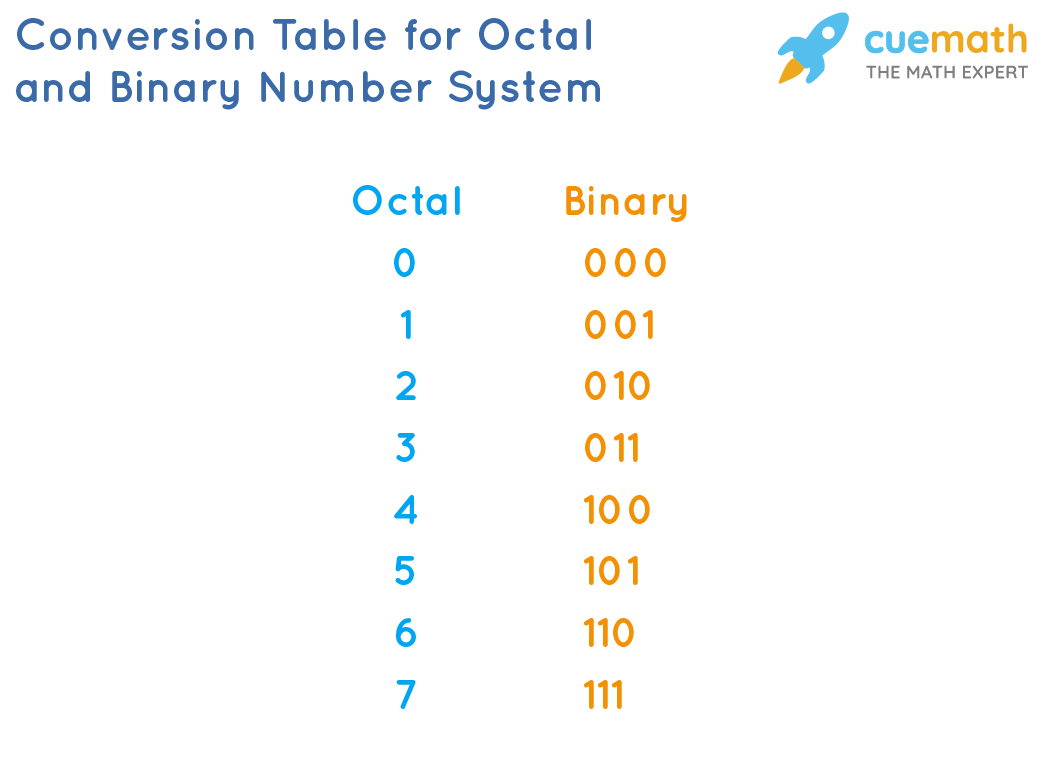 Conversion Table for Octal
and Binary Number System
cuemath
THE MATH EXPERT
Octal Binary
0 000
1 001
2 010
3 011
4 100
5 101
6 110
7 111